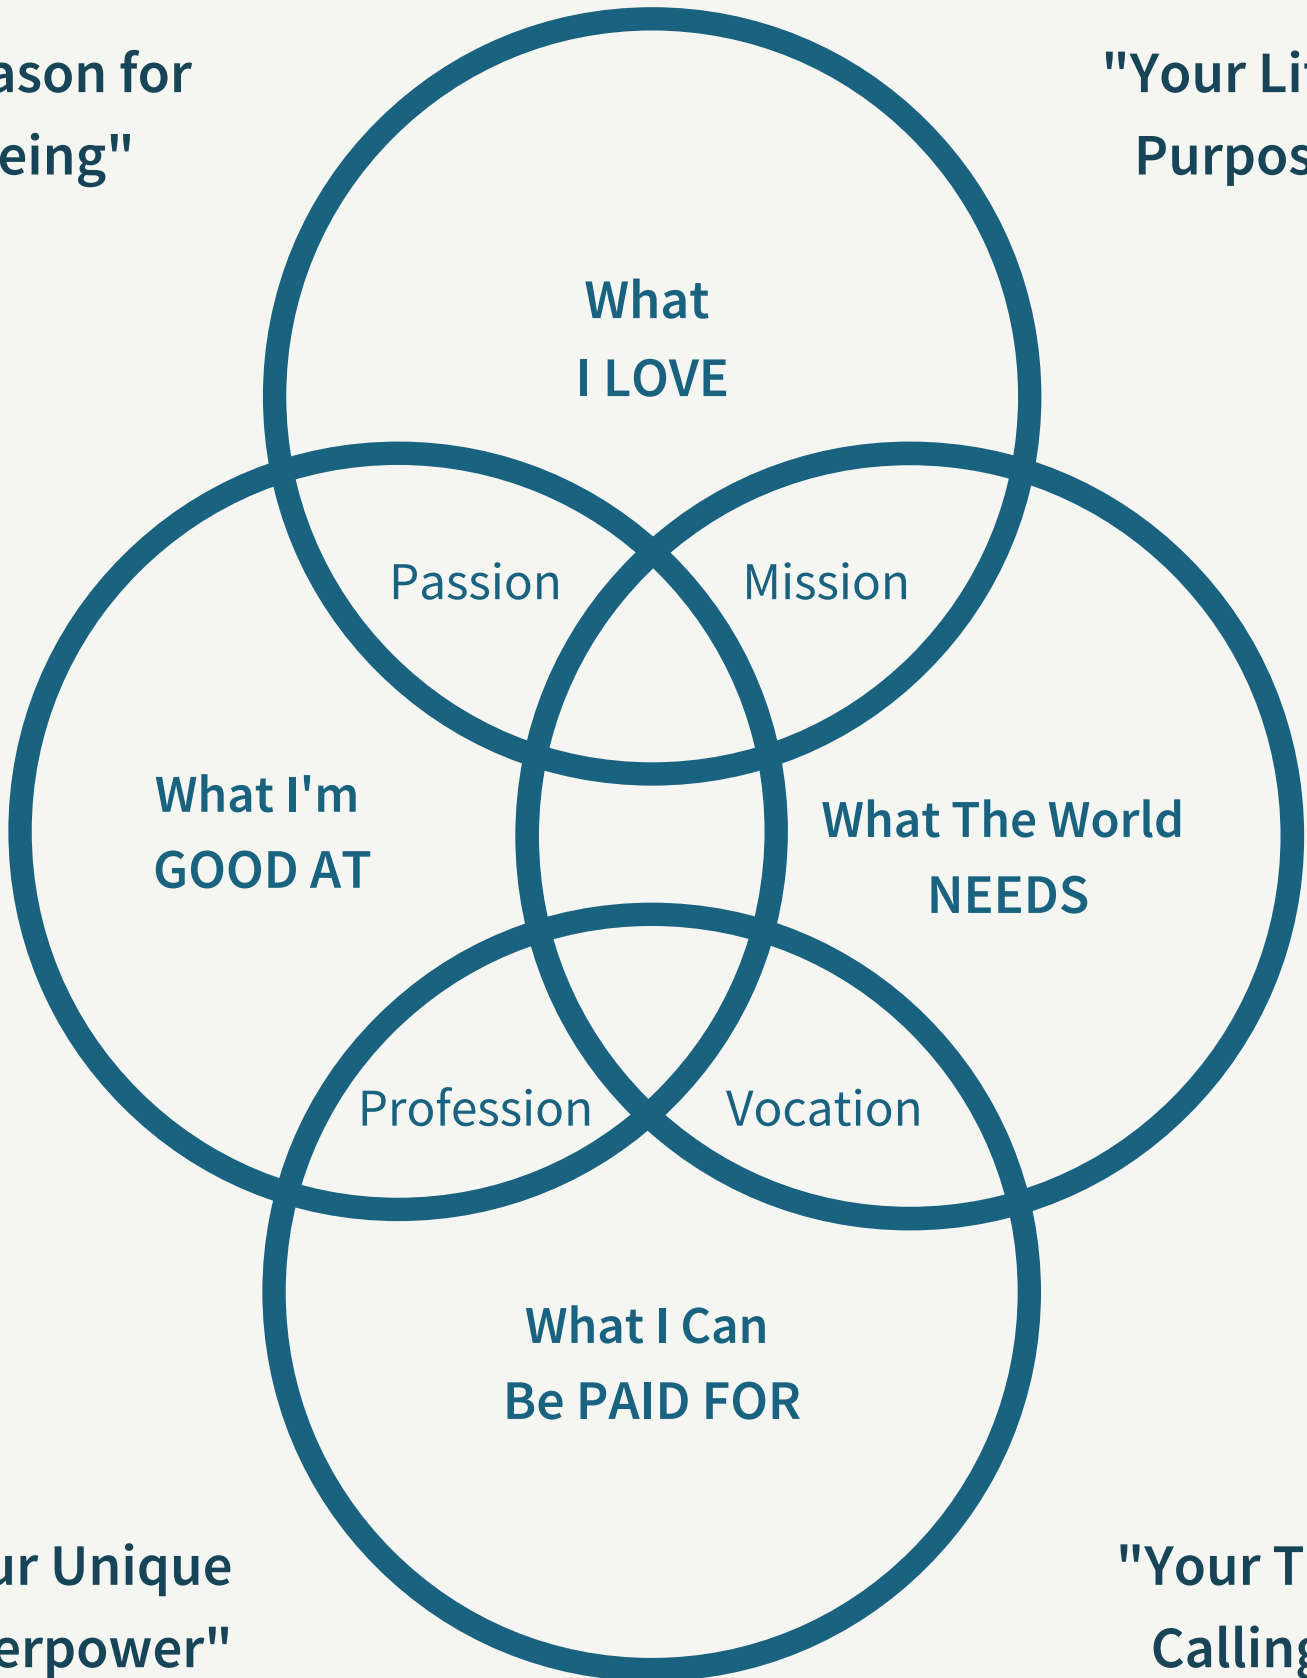 ason for
eing"
"Your Li
Purpos
What
I LOVE
Passion
Mission
What I'm
GOOD AT
What The World
NEEDS
Profession
Vocation
What I Can
Be PAID FOR
ur Unique
erpower"
"Your T
Calling